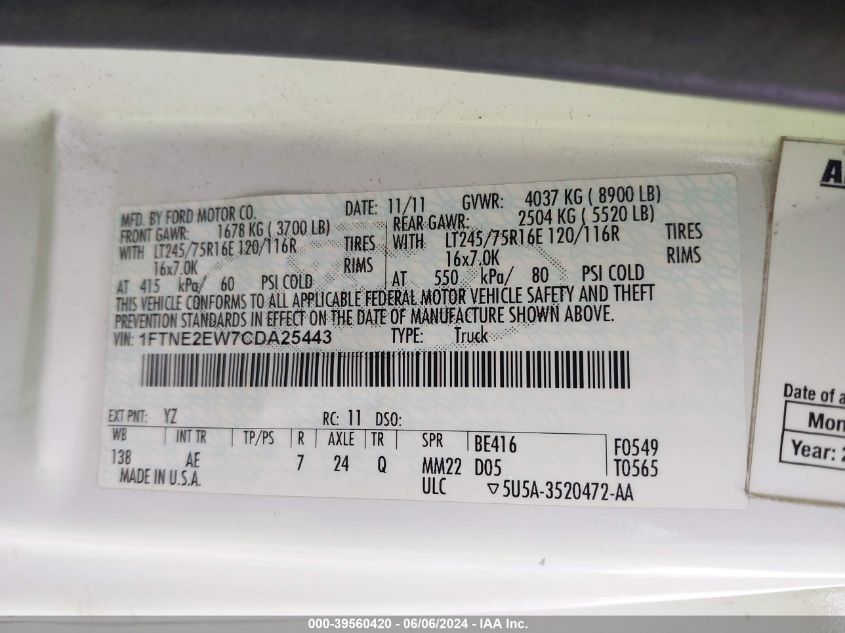 MFD. BY FORD MOTOR CO.
DATE: 11/11 GVWR: 4037 KG ( 8900 LB)
FRONT GAWR: 1678 KG ( 3700 LB)
REAR GAWR: 2504 KG ( 5520 LB)
WITH LT245/75R16E 120/116R TIRES
WITH LT245/75R16E 120/116R TIRES
16x7.0K RIMS
16x7.0K RIMS
AT 415 kPa/ 60 PSI COLD
AT 550 kPa/ 80 PSI COLD
THIS VEHICLE CONFORMS TO ALL APPLICABLE FEDERAL MOTOR VEHICLE SAFETY AND THEFT
PREVENTION STANDARDS IN EFFECT ON THE DATE OF MANUFACTURE SHOWN ABOVE.
VIN: 1FTNE2EW7CDA25443 TYPE: Truck
EXT PNT: YZ RC: 11 DSO:
WB INT TR TP/PS R AXLE TR SPR BE416 F0549
138 AE 7 24 Q MM22 D05 T0565
MADE IN U.S.A. ULC ▽5U5A-3520472-AA
Date of a
Mon
Year: 2
000-39560420 - 06/06/2024 - IAA Inc.